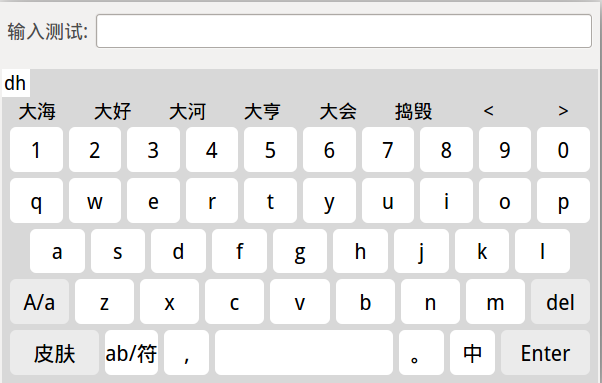 输入测试:
dh
大海 大好 大河 大亨 大会 捣毁 < >
1 2 3 4 5 6 7 8 9 0
q w e r t y u i o p
a s d f g h j k l
A/a z x c v b n m del
皮肤 ab/符 , 。 中 Enter